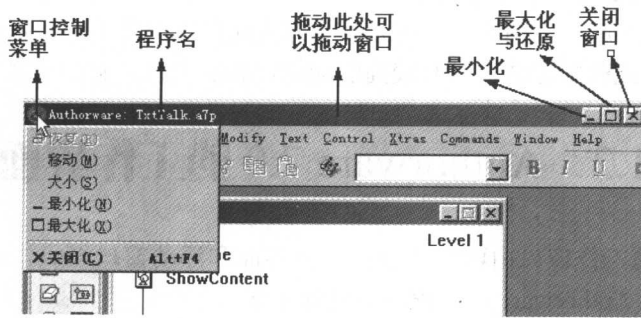 窗口控制
菜单
程序名
拖动此处可
以拖动窗口
最小化
最大化
与还原
关闭
窗口
Authorware: TxtTalk.a7p
恢复(R)
移动(M)
大小(S)
最小化(N)
最大化(X)
关闭(C) Alt+F4
Modify Text Control Xtras Commands Window Help
B I U
Level 1
ShowContent